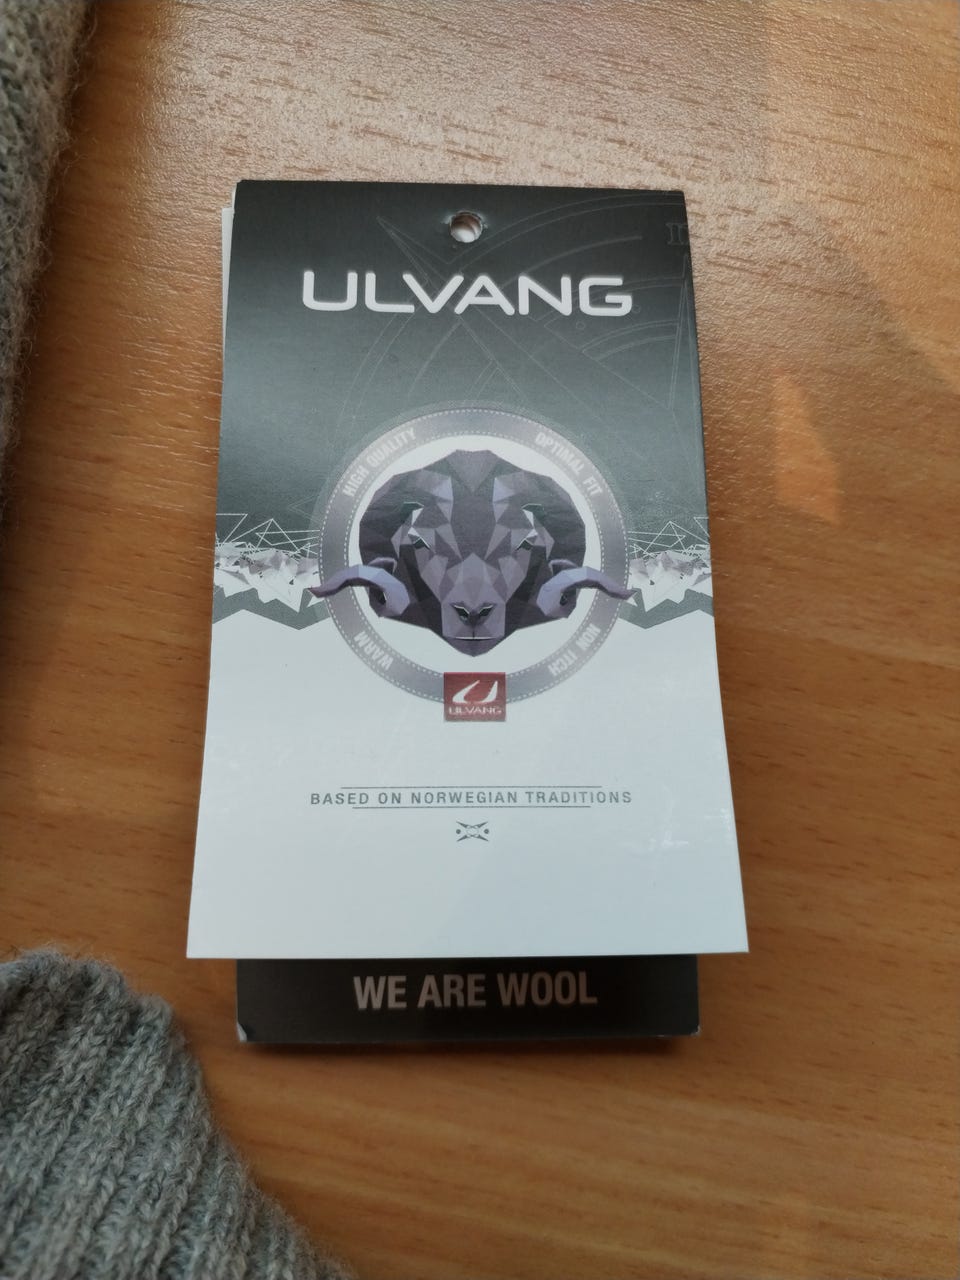 ULVANG
HIGH QUALITY
OPTIMAL FIT
WARM
NON ITCH
ULVANG
BASED ON NORWEGIAN TRADITIONS
WE ARE WOOL